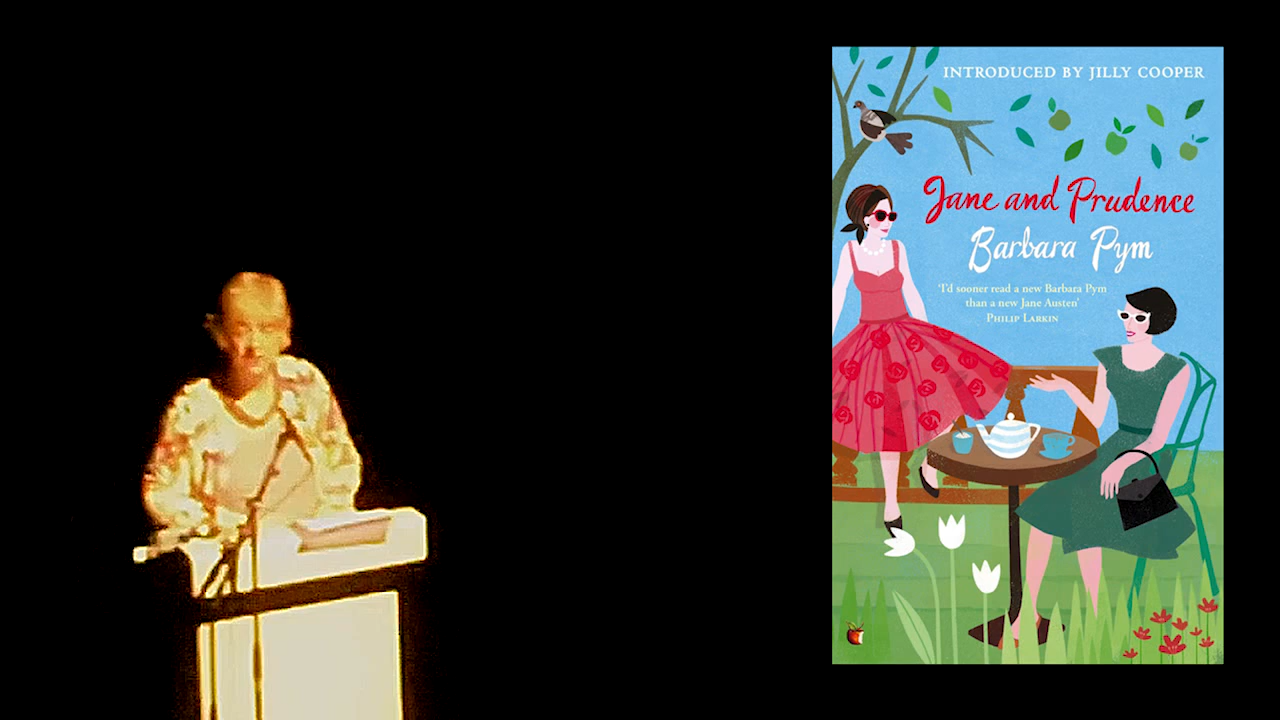 INTRODUCED BY JILLY COOPER
Jane and Prudence
Barbara Pym
'I'd sooner read a new Barbara Pym
than a new Jane Austen'
PHILIP LARKIN